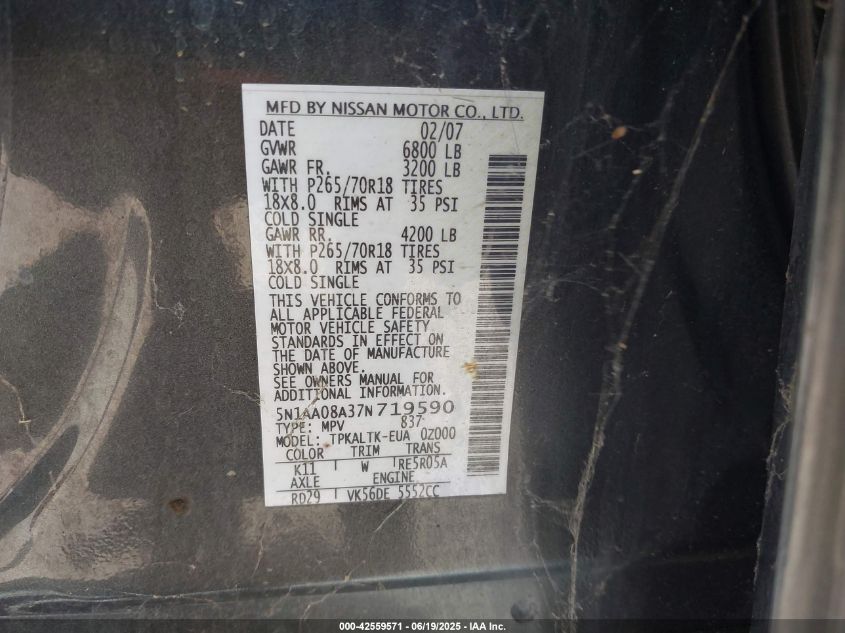 MFD BY NISSAN MOTOR CO., LTD.
DATE 02/07
GVWR 6800 LB
GAWR FR. 3200 LB
WITH P265/70R18 TIRES
18X8.0 RIMS AT 35 PSI
COLD SINGLE
GAWR RR. 4200 LB
WITH P265/70R18 TIRES
18X8.0 RIMS AT 35 PSI
COLD SINGLE
THIS VEHICLE CONFORMS TO
ALL APPLICABLE FEDERAL
MOTOR VEHICLE SAFETY
STANDARDS IN EFFECT ON
THE DATE OF MANUFACTURE
SHOWN ABOVE.
SEE OWNERS MANUAL FOR
ADDITIONAL INFORMATION.
5N1AA08A37N719590
TYPE: MPV 837
MODEL: TPKALTK-EUA 0Z000
COLOR TRIM TRANS
K11 W RE5R05A
AXLE ENGINE
RD29 VK56DE 5552CC
000-42559571 - 06/19/2025 - IAA Inc.